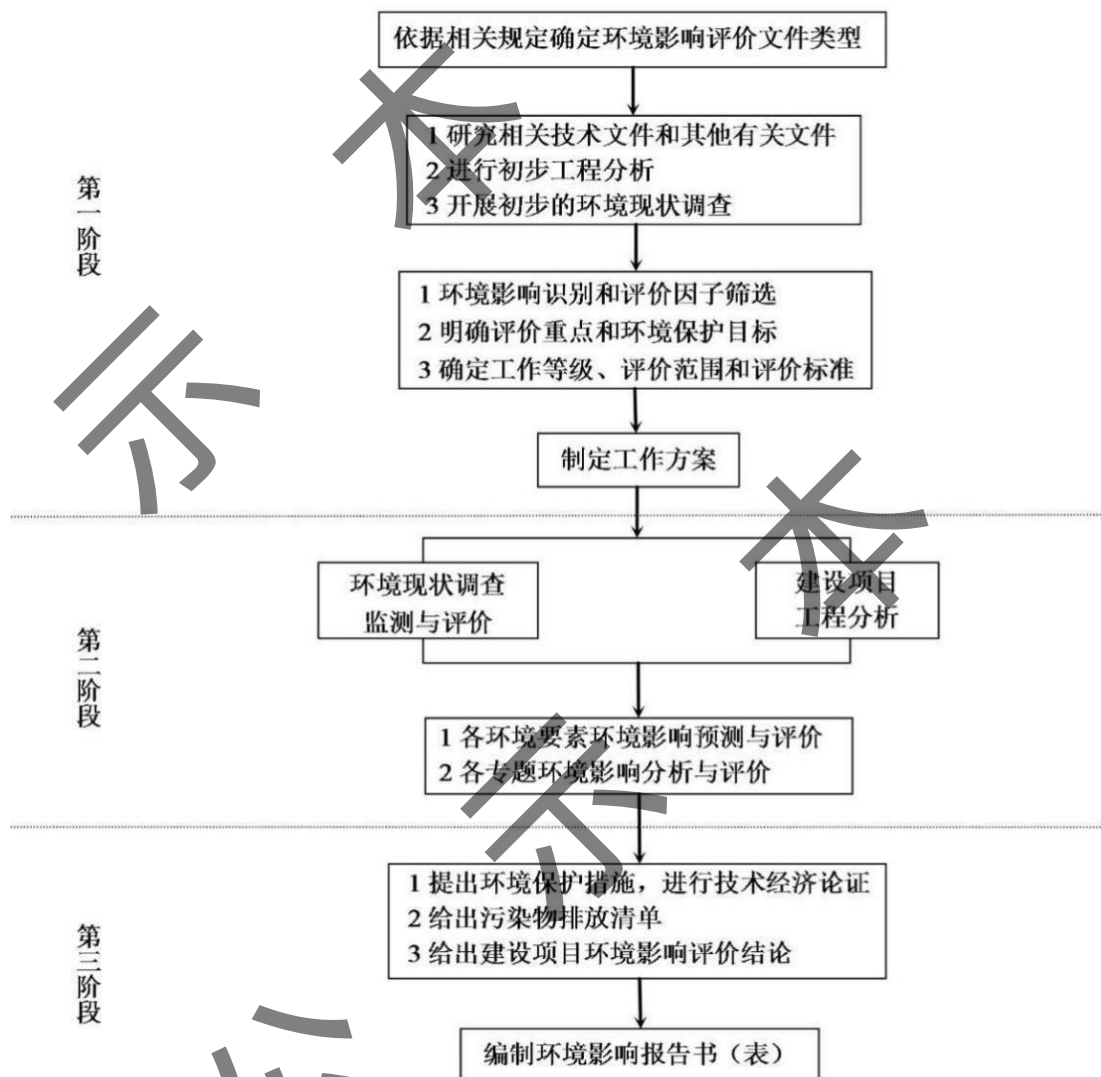 依据相关规定确定环境影响评价文件类型
第一阶段
1 研究相关技术文件和其他有关文件
2 进行初步工程分析
3 开展初步的环境现状调查
1 环境影响识别和评价因子筛选
2 明确评价重点和环境保护目标
3 确定工作等级、评价范围和评价标准
制定工作方案
第二阶段
环境现状调查
监测与评价
建设项目
工程分析
1 各环境要素环境影响预测与评价
2 各专题环境影响分析与评价
第三阶段
1 提出环境保护措施，进行技术经济论证
2 给出污染物排放清单
3 给出建设项目环境影响评价结论
编制环境影响报告书（表）
示本
示本